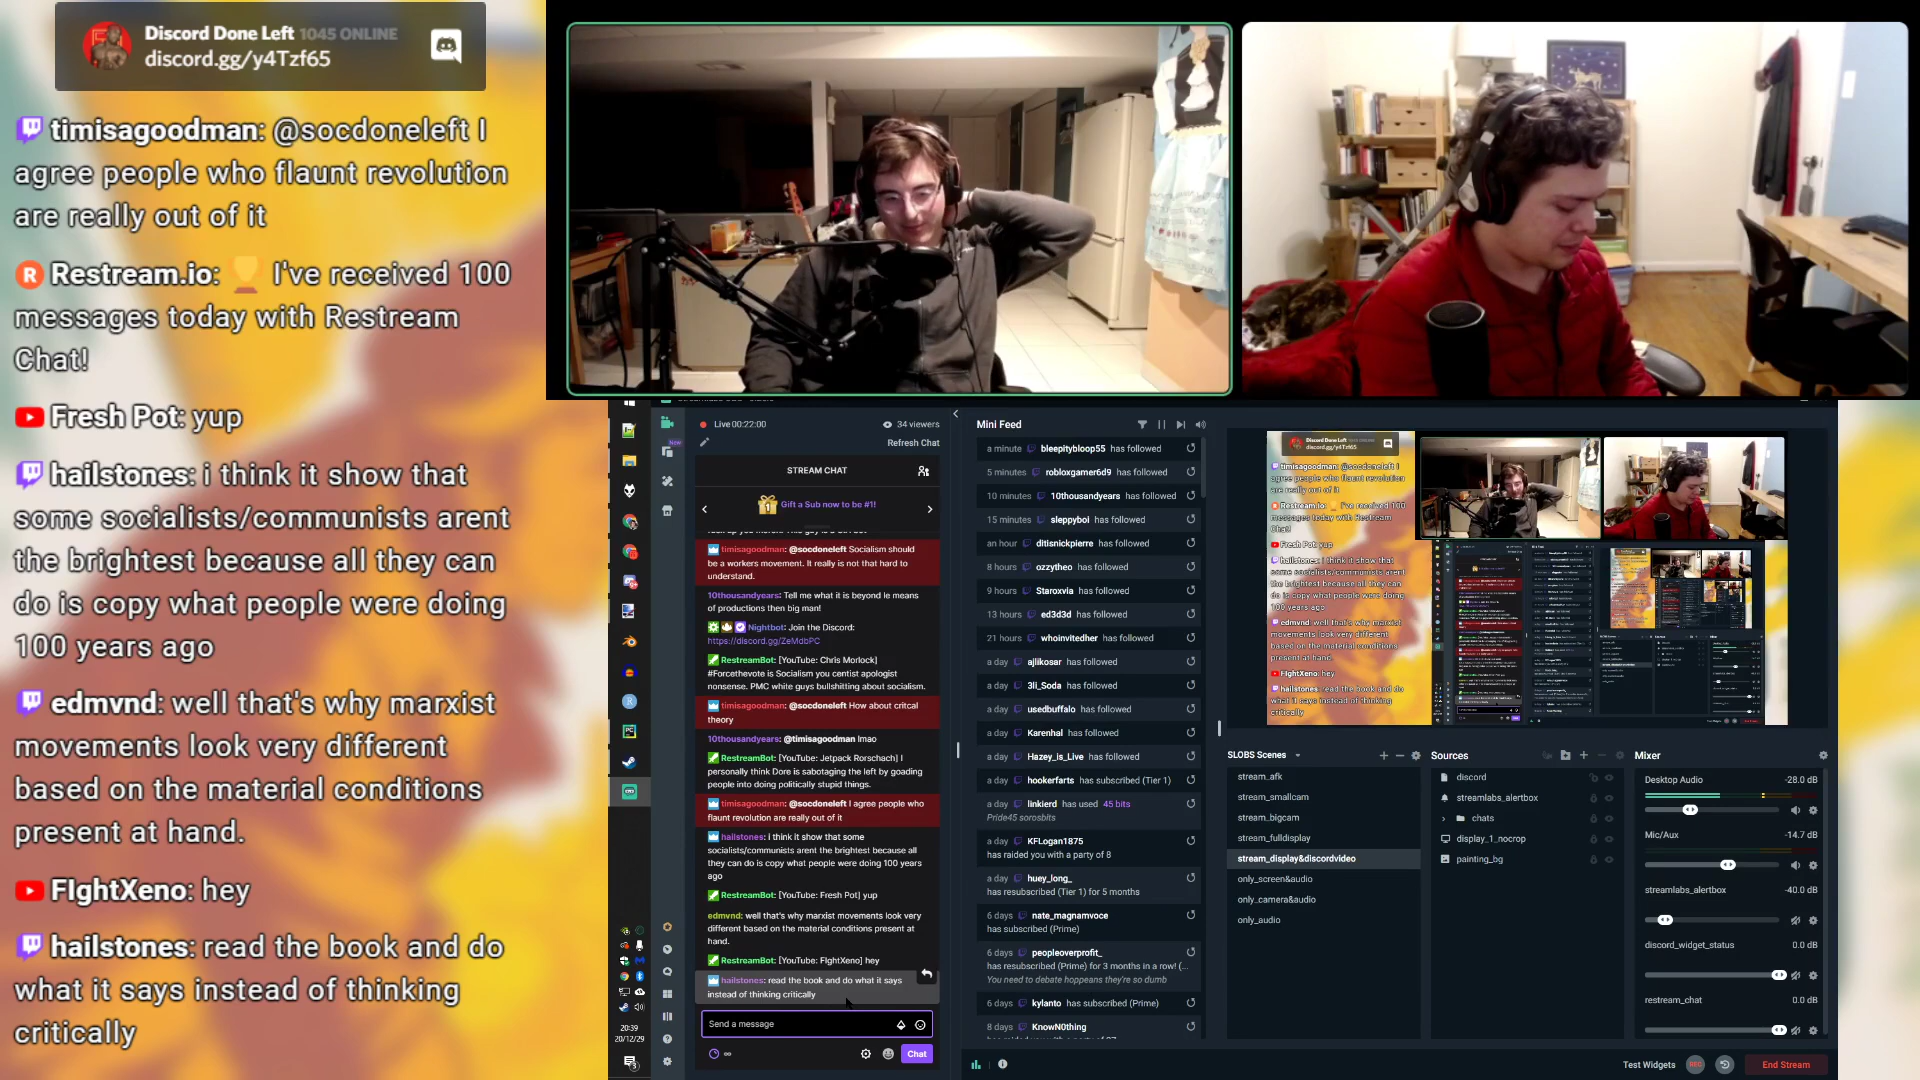 Discord Done Left 1045 ONLINE
discord.gg/y4Tzf65
timisagoodman: @socdoneleft I
agree people who flaunt revolution
are really out of it
Restream.io: 🏆 I've received 100
messages today with Restream
Chat!
Fresh Pot: yup
hailstones: i think it show that
some socialists/communists arent
the brightest because all they can
do is copy what people were doing
100 years ago
edmvnd: well that's why marxist
movements look very different
based on the material conditions
present at hand.
FIghtXeno: hey
hailstones: read the book and do
what it says instead of thinking
critically
Live 00:22:00
34 viewers
Refresh Chat
New
STREAM CHAT
Gift a Sub now to be #1!
timisagoodman: @socdoneleft Socialism should
be a workers movement. It really is not that hard to
understand.
10thousandyears: Tell me what it is beyond le means
of productions then big man!
Nightbot: Join the Discord:
https://discord.gg/ZeMdbPC
RestreamBot: [YouTube: Chris Morlock]
#Forcethevote is Socialism you centist apologist
nonsense. PMC white guys bullshitting about socialism.
timisagoodman: @socdoneleft How about critcal
theory
10thousandyears: @timisagoodman lmao
RestreamBot: [YouTube: Jetpack Rorschach] I
personally think Dore is sabotaging the left by goading
people into doing politically stupid things.
timisagoodman: @socdoneleft I agree people who
flaunt revolution are really out of it
hailstones: i think it show that some
socialists/communists arent the brightest because all
they can do is copy what people were doing 100 years
ago
RestreamBot: [YouTube: Fresh Pot] yup
edmvnd: well that's why marxist movements look very
different based on the material conditions present at
hand.
RestreamBot: [YouTube: FIghtXeno] hey
hailstones: read the book and do what it says
instead of thinking critically
Send a message
Chat
20:39
20/12/29
Mini Feed
a minute bleepitybloop55 has followed
5 minutes robloxgamer6d9 has followed
10 minutes 10thousandyears has followed
15 minutes sleppybol has followed
an hour ditisnickpierre has followed
8 hours ozzytheo has followed
9 hours Staroxvia has followed
13 hours ed3d3d has followed
21 hours whoinvitedher has followed
a day ajlikosar has followed
a day 3li_Soda has followed
a day usedbuffalo has followed
a day Karenhal has followed
a day Hazey_is_Live has followed
a day hookerfarts has subscribed (Tier 1)
a day linkierd has used 45 bits
Pride45 sorosbits
a day KFLogan1875
has raided you with a party of 8
a day huey_long_
has resubscribed (Tier 1) for 5 months
6 days nate_magnamvoce
has subscribed (Prime)
6 days peopleoverprofit_
has resubscribed (Prime) for 3 months in a row! (...
You need to debate hoppeans they're so dumb
6 days kylanto has subscribed (Prime)
8 days KnowN0thing
SLOBS Scenes
stream_afk
stream_smallcam
stream_bigcam
stream_fulldisplay
stream_display&discordvideo
only_screen&audio
only_camera&audio
only_audio
Sources
discord
streamlabs_alertbox
chats
display_1_nocrop
painting_bg
Mixer
Desktop Audio -28.0 dB
Mic/Aux -14.7 dB
streamlabs_alertbox -40.0 dB
discord_widget_status 0.0 dB
restream_chat 0.0 dB
Test Widgets
REC
End Stream